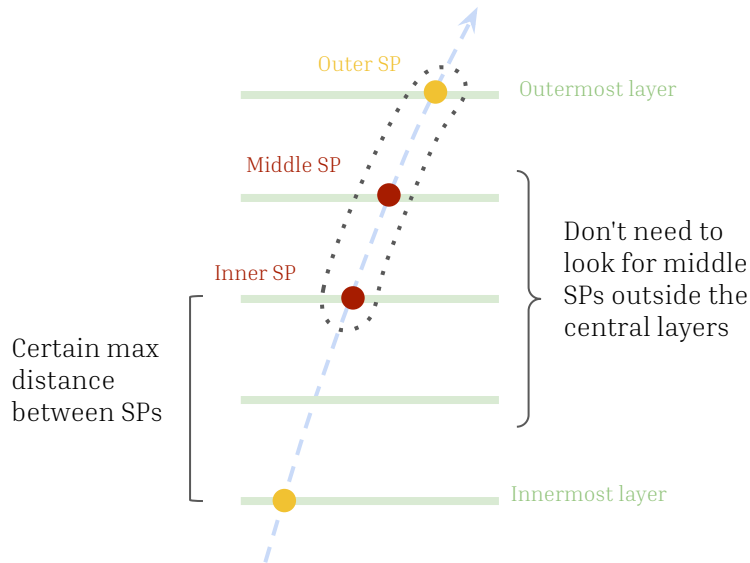 Outer SP
Outermost layer
Middle SP
Don't need to
look for middle
SPs outside the
central layers
Inner SP
Certain max
distance
between SPs
Innermost layer